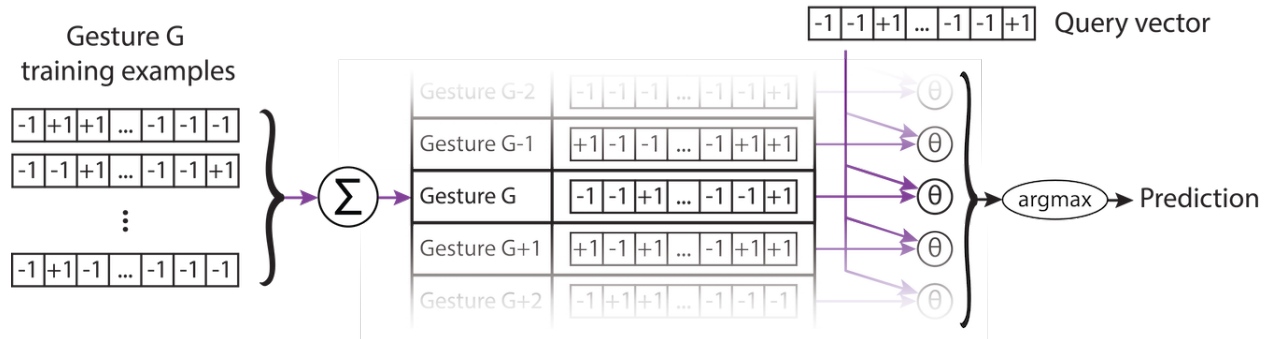 -1 -1 +1 ... -1 -1 +1 Query vector
Gesture G
training examples
-1 +1 +1 ... -1 -1 -1
-1 -1 +1 ... -1 -1 +1
⋮
-1 +1 -1 ... -1 -1 -1
Σ
Gesture G-2 -1 -1 -1 ... -1 -1 +1 θ
Gesture G-1 +1 -1 -1 ... -1 +1 +1 θ
Gesture G -1 -1 +1 ... -1 -1 +1 θ
Gesture G+1 +1 -1 +1 ... -1 +1 +1 θ
Gesture G+2 -1 +1 +1 ... -1 -1 -1 θ
argmax
Prediction